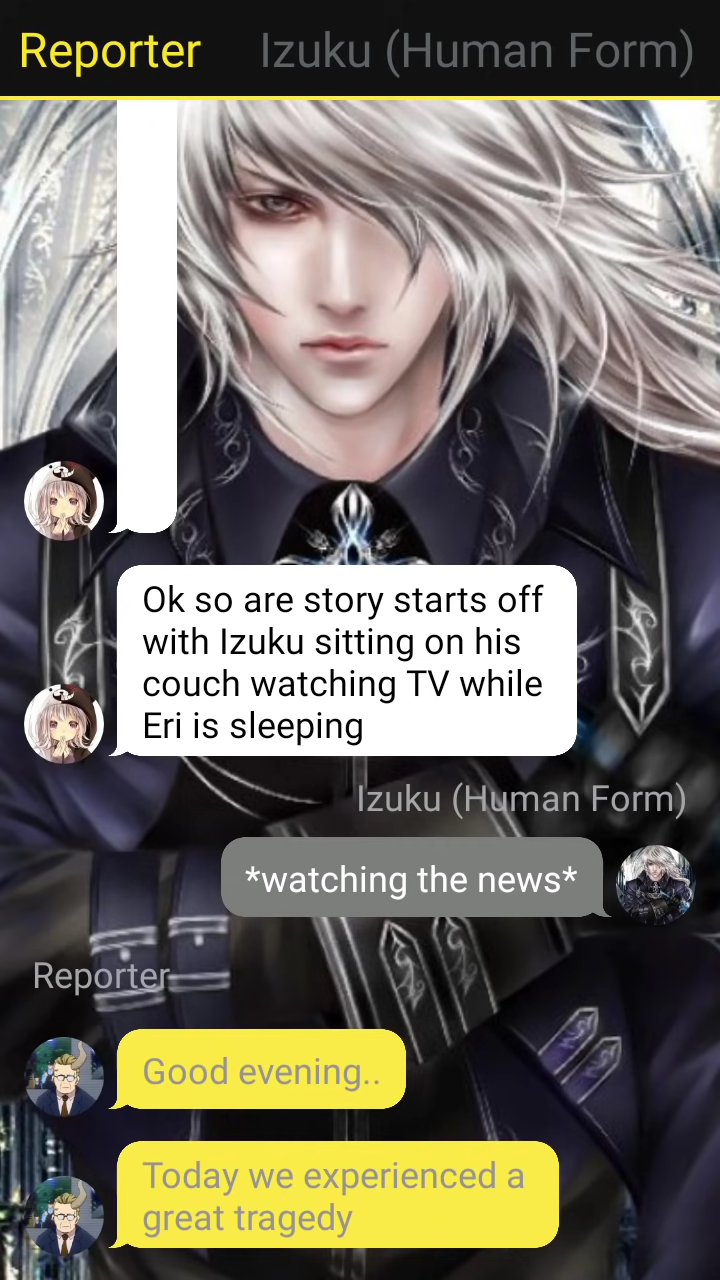 Reporter Izuku (Human Form)
Ok so are story starts off
with Izuku sitting on his
couch watching TV while
Eri is sleeping
Izuku (Human Form)
*watching the news*
Reporter
Good evening..
Today we experienced a
great tragedy